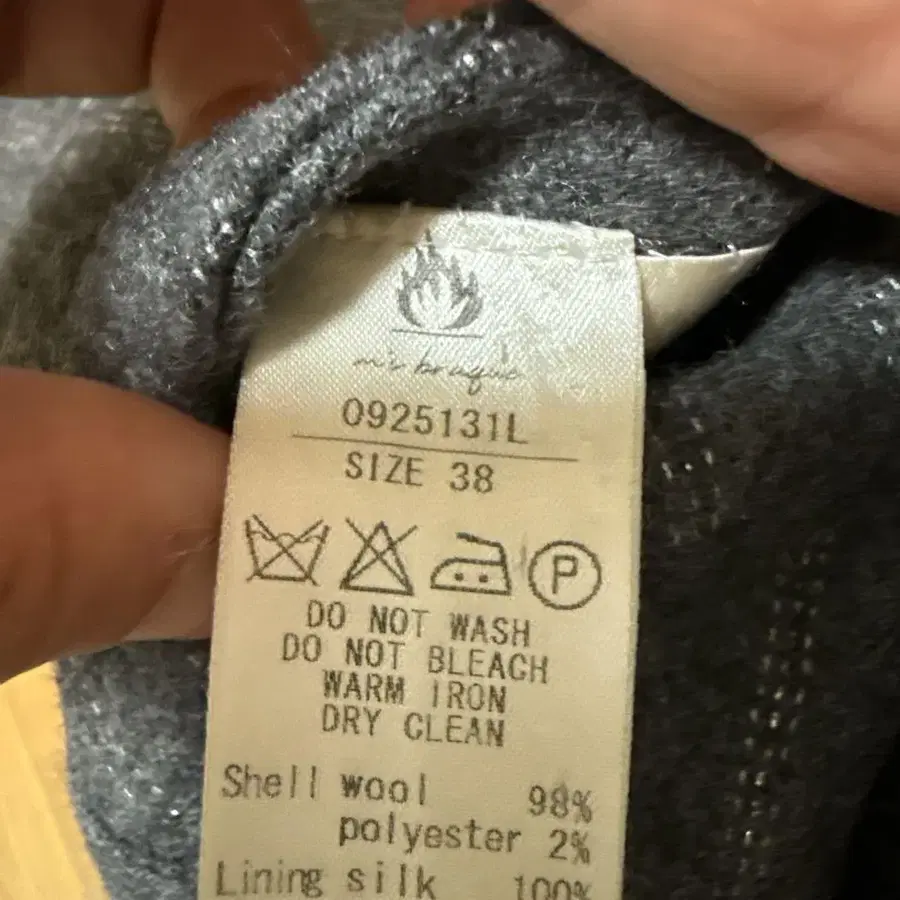 0925131L
SIZE 38
P
DO NOT WASH
DO NOT BLEACH
WARM IRON
DRY CLEAN
Shell wool 98%
polyester 2%
Lining silk 100%